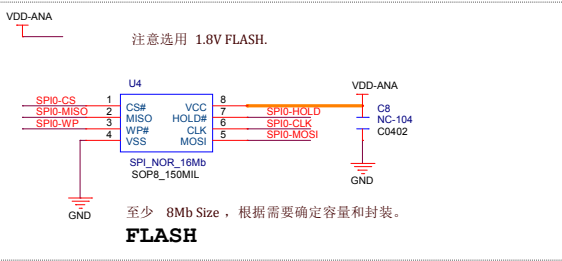 VDD-ANA
注意选用 1.8V FLASH.
U4
VDD-ANA
SPI0-CS 1 CS# VCC 8
SPI0-MISO 2 MISO HOLD# 7 SPI0-HOLD
SPI0-WP 3 WP# CLK 6 SPI0-CLK
4 VSS MOSI 5 SPI0-MOSI
C8
NC-104
C0402
SPI_NOR_16Mb
SOP8_150MIL
GND
GND
至少 8Mb Size ，根据需要确定容量和封装。
FLASH